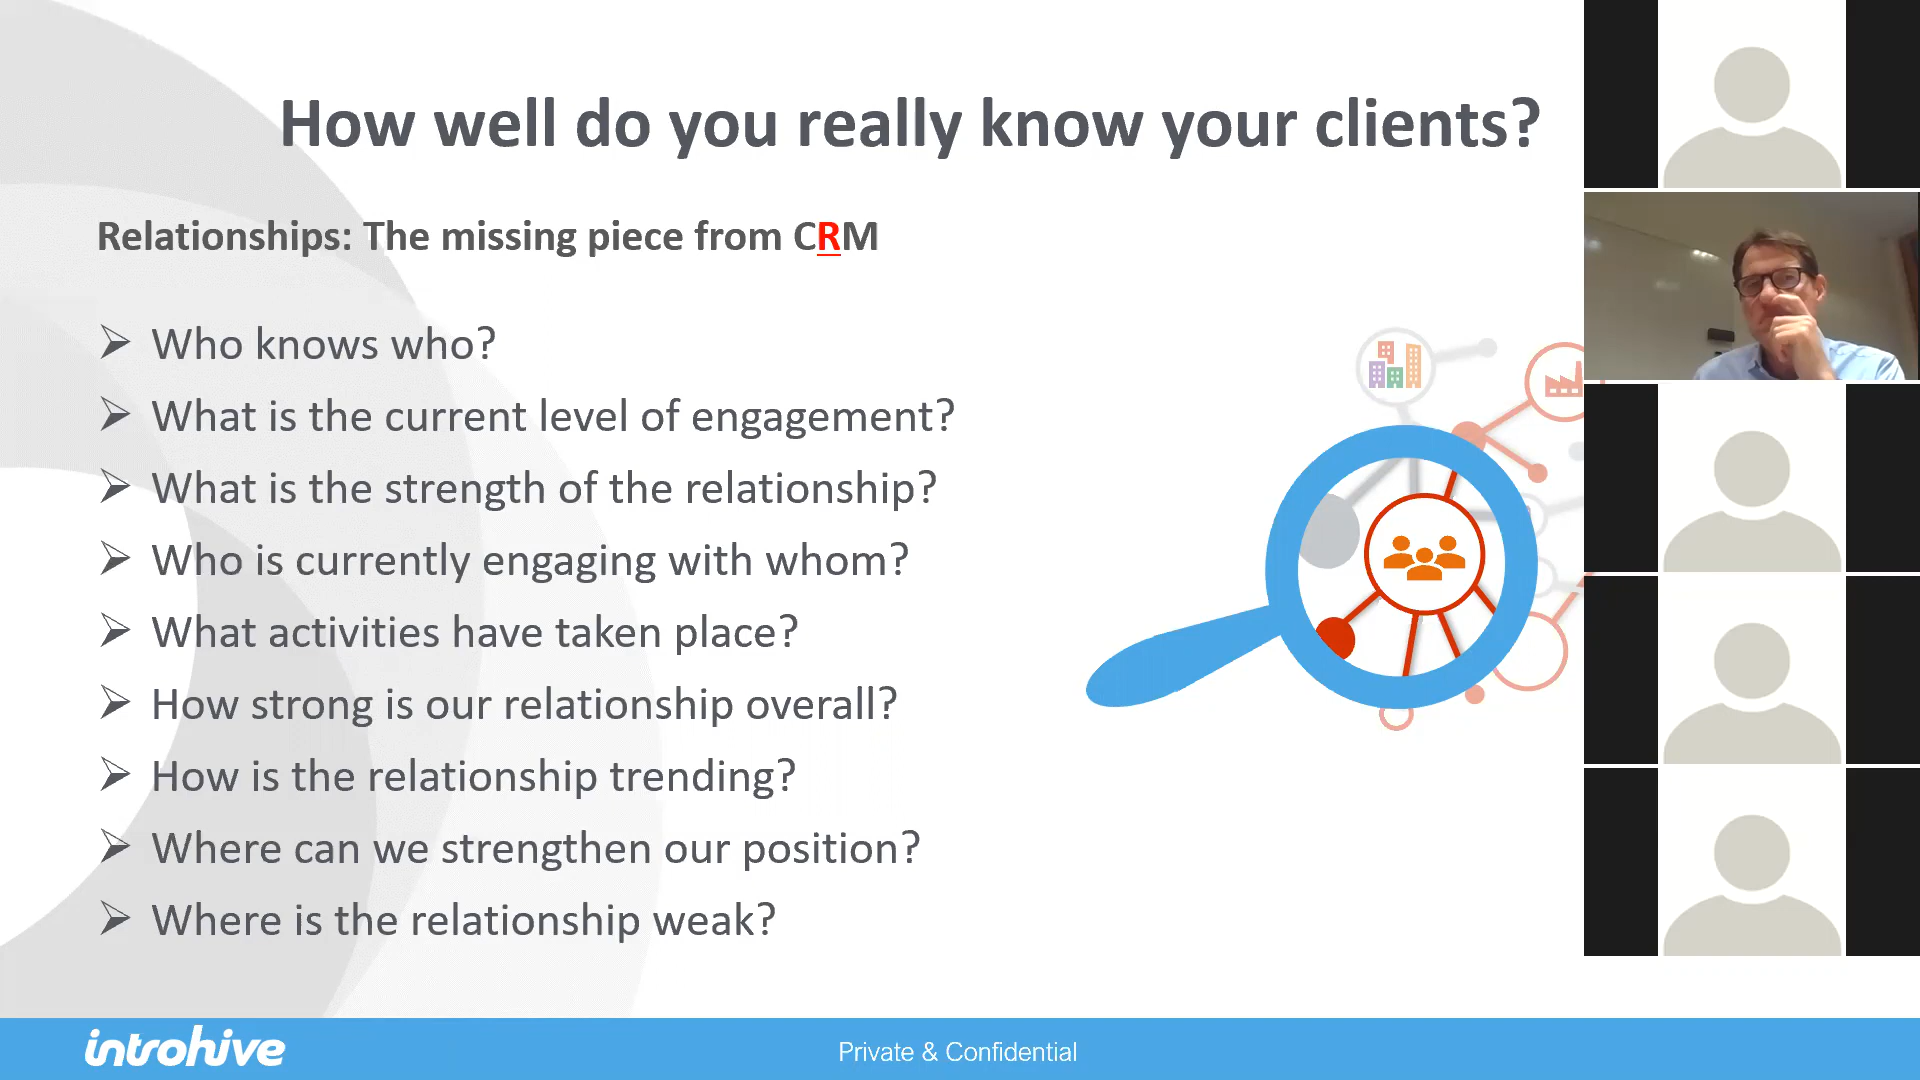 How well do you really know your clients?
Relationships: The missing piece from CRM
Who knows who?
What is the current level of engagement?
What is the strength of the relationship?
Who is currently engaging with whom?
What activities have taken place?
How strong is our relationship overall?
How is the relationship trending?
Where can we strengthen our position?
Where is the relationship weak?
introhive
Private & Confidential